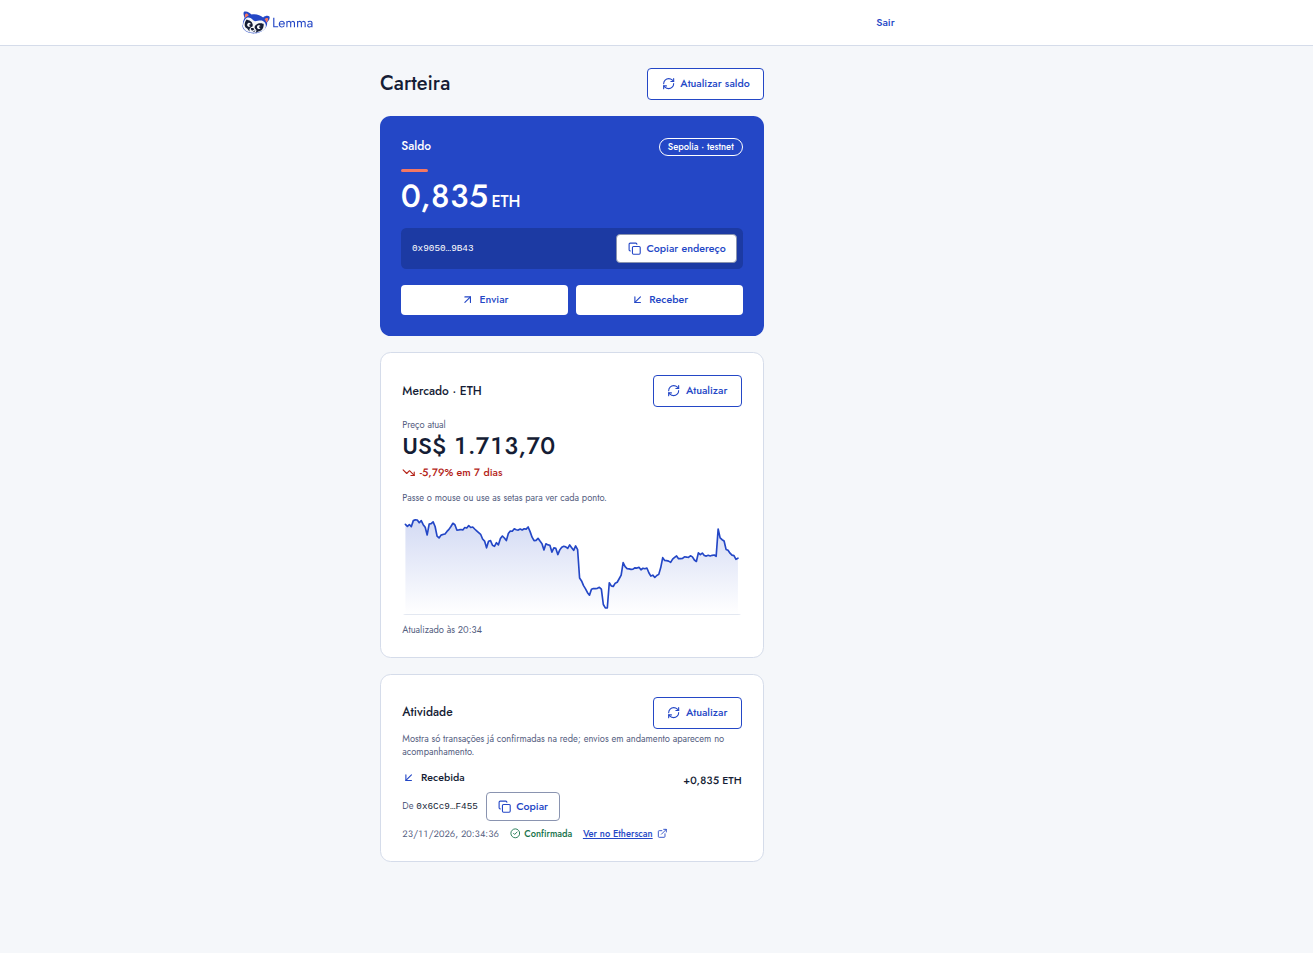 Lemma
Sair
Carteira
Atualizar saldo
Saldo
Sepolia · testnet
0,835 ETH
0x9050…9B43
Copiar endereço
Enviar
Receber
Mercado · ETH
Atualizar
Preço atual
US$ 1.713,70
-5,79% em 7 dias
Passe o mouse ou use as setas para ver cada ponto.
Atualizado às 20:34
Atividade
Atualizar
Mostra só transações já confirmadas na rede; envios em andamento aparecem no
acompanhamento.
Recebida
+0,835 ETH
De 0x6Cc9…F455
Copiar
23/11/2026, 20:34:36
Confirmada
Ver no Etherscan